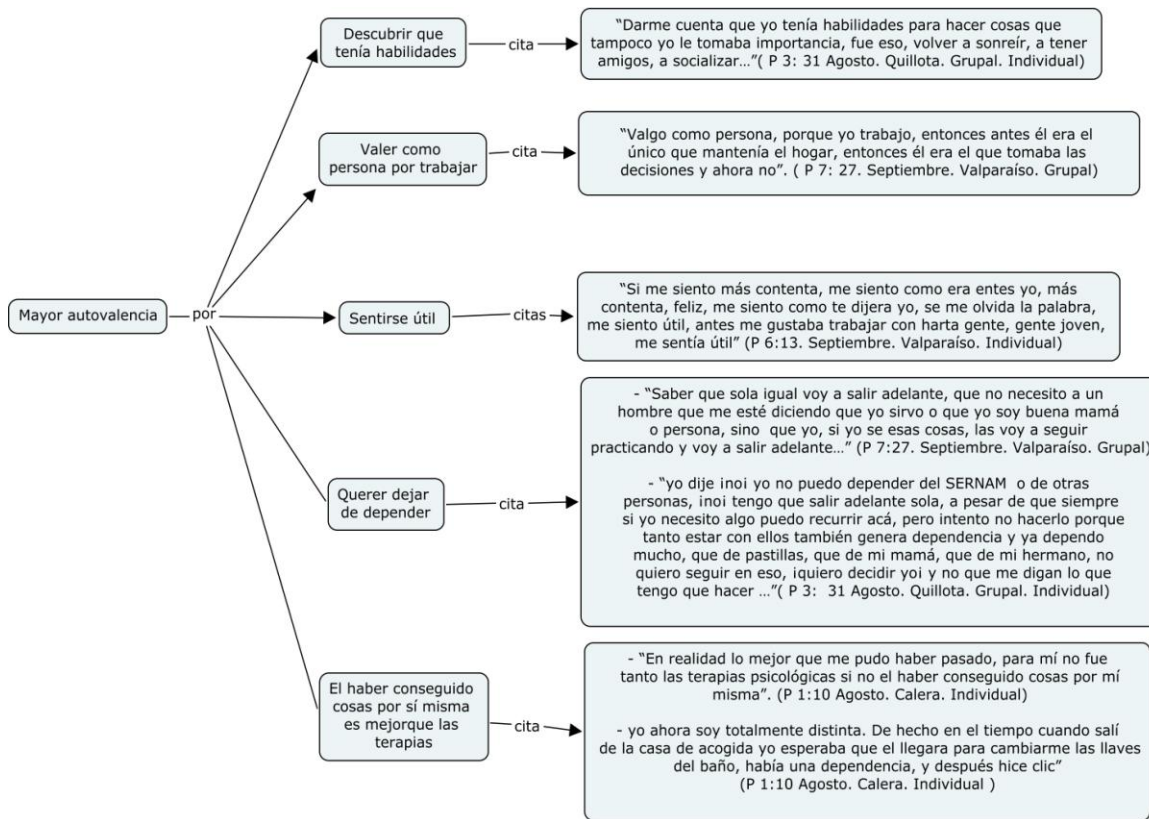 Descubrir que
tenía habilidades
cita
“Darme cuenta que yo tenía habilidades para hacer cosas que
tampoco yo le tomaba importancia, fue eso, volver a sonreír, a tener
amigos, a socializar…”( P 3: 31 Agosto. Quillota. Grupal. Individual)
Valer como
persona por trabajar
cita
“Valgo como persona, porque yo trabajo, entonces antes él era el
único que mantenía el hogar, entonces él era el que tomaba las
decisiones y ahora no”. ( P 7: 27. Septiembre. Valparaíso. Grupal)
Mayor autovalencia
por
Sentirse útil
citas
“Si me siento más contenta, me siento como era entes yo, más
contenta, feliz, me siento como te dijera yo, se me olvida la palabra,
me siento útil, antes me gustaba trabajar con harta gente, gente joven,
me sentía útil” (P 6:13. Septiembre. Valparaíso. Individual)
Querer dejar
de depender
cita
- “Saber que sola igual voy a salir adelante, que no necesito a un
hombre que me esté diciendo que yo sirvo o que yo soy buena mamá
o persona, sino que yo, si yo se esas cosas, las voy a seguir
practicando y voy a salir adelante…” (P 7:27. Septiembre. Valparaíso. Grupal)
- “yo dije ¡no¡ yo no puedo depender del SERNAM o de otras
personas, ¡no¡ tengo que salir adelante sola, a pesar de que siempre
si yo necesito algo puedo recurrir acá, pero intento no hacerlo porque
tanto estar con ellos también genera dependencia y ya dependo
mucho, que de pastillas, que de mi mamá, que de mi hermano, no
quiero seguir en eso, ¡quiero decidir yo¡ y no que me digan lo que
tengo que hacer …”( P 3: 31 Agosto. Quillota. Grupal. Individual)
El haber conseguido
cosas por sí misma
es mejorque las
terapias
cita
- “En realidad lo mejor que me pudo haber pasado, para mí no fue
tanto las terapias psicológicas si no el haber conseguido cosas por mí
misma”. (P 1:10 Agosto. Calera. Individual)
- yo ahora soy totalmente distinta. De hecho en el tiempo cuando salí
de la casa de acogida yo esperaba que el llegara para cambiarme las llaves
del baño, había una dependencia, y después hice clic”
(P 1:10 Agosto. Calera. Individual )